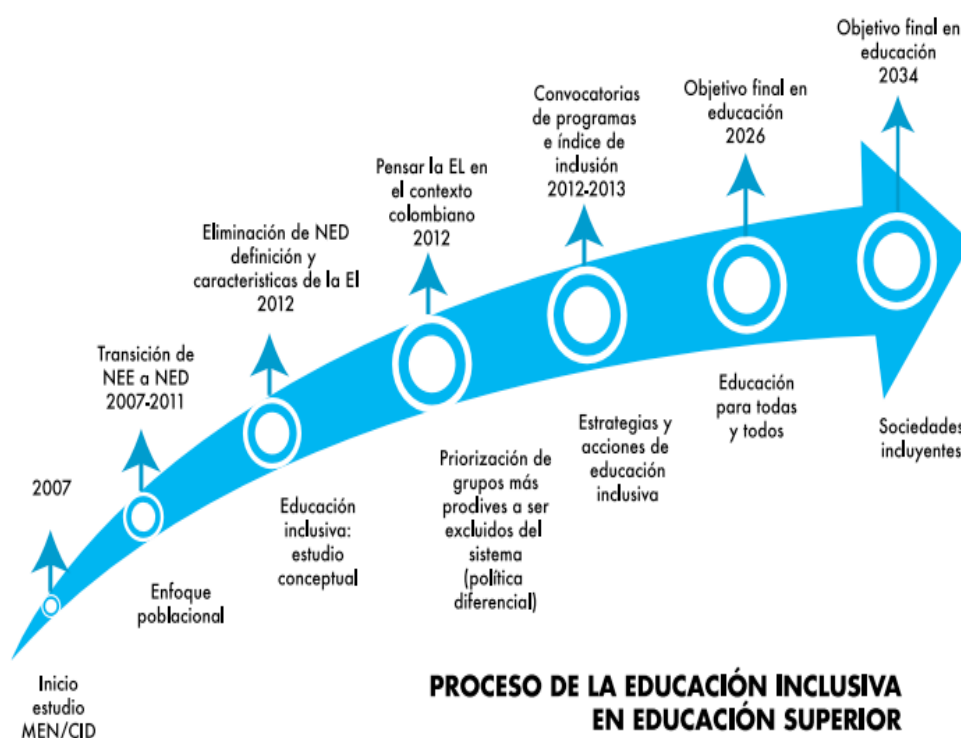 2007
Inicio
estudio
MEN/CID
Transición de
NEE a NED
2007-2011
Enfoque
poblacional
Eliminación de NED
definición y
caracteristicas de la EI
2012
Educación
inclusiva:
estudio
conceptual
Pensar la EL en
el contexto
colombiano
2012
Priorización de
grupos más
proclives a ser
excluidos del
sistema
(política
diferencial)
Convocatorias
de programas
e índice de
inclusión
2012-2013
Estrategias y
acciones de
educación
inclusiva
Objetivo final en
educación
2026
Educación
para todas
y todos
Objetivo final en
educación
2034
Sociedades
incluyentes
PROCESO DE LA EDUCACIÓN INCLUSIVA
EN EDUCACIÓN SUPERIOR